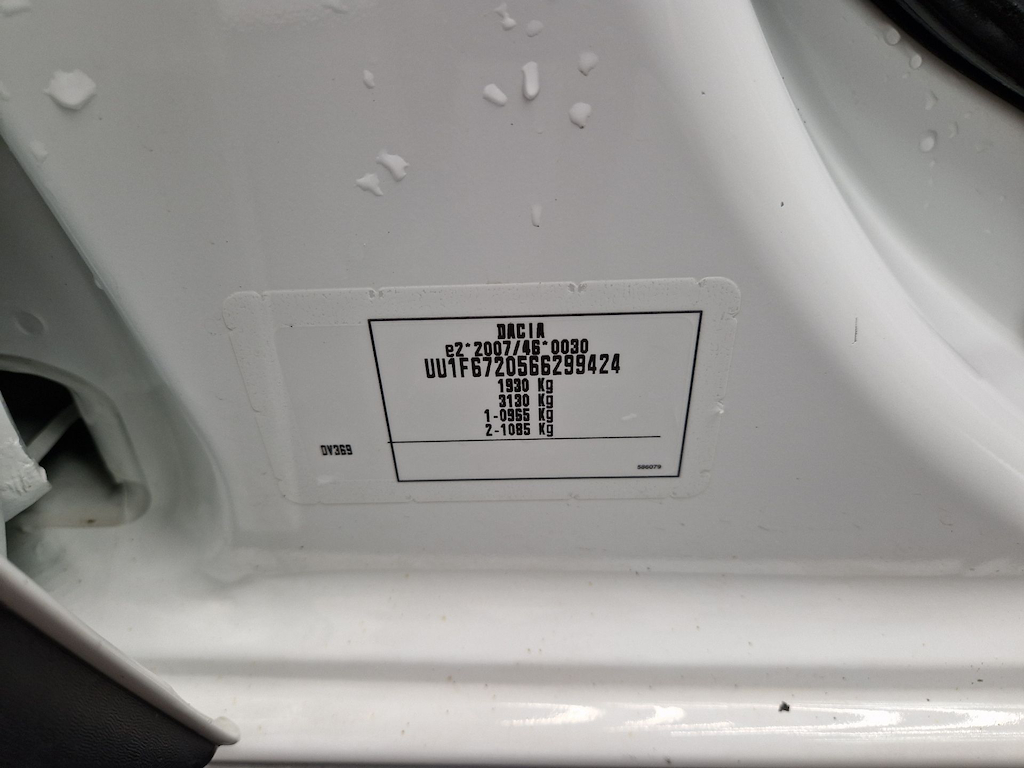 DACIA
e2*2007/46*0030
UU1F6720566299424
1930 Kg
3130 Kg
1-0965 Kg
2-1085 Kg
DV369
586079